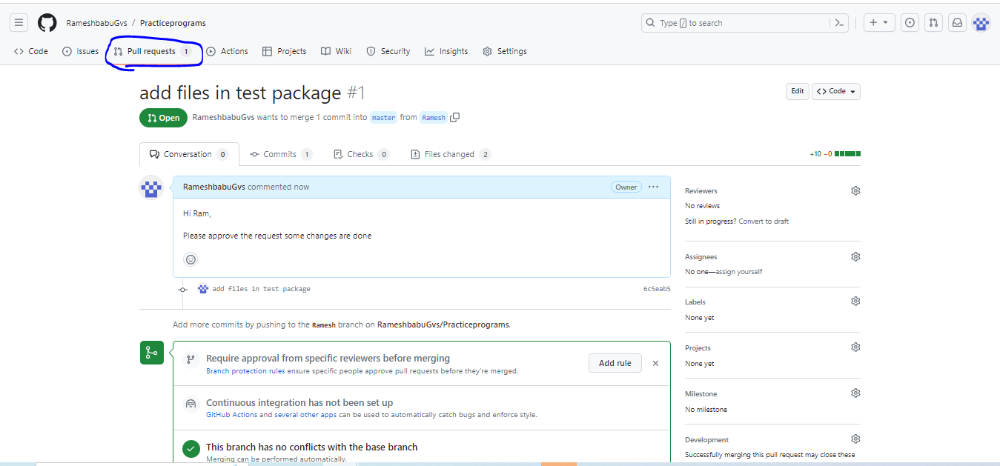 RameshbabuGvs / Practiceprograms
Type / to search
Code Issues Pull requests 1 Actions Projects Wiki Security Insights Settings
add files in test package #1
Edit Code
Open RameshbabuGvs wants to merge 1 commit into master from Ramesh
Conversation 0 Commits 1 Checks 0 Files changed 2
+10 −0
RameshbabuGvs commented now
Owner
Hi Ram,
Please approve the request some changes are done
add files in test package
6c5eab5
Add more commits by pushing to the Ramesh branch on RameshbabuGvs/Practiceprograms.
Require approval from specific reviewers before merging
Branch protection rules ensure specific people approve pull requests before they're merged.
Add rule
Continuous integration has not been set up
GitHub Actions and several other apps can be used to automatically catch bugs and enforce style.
This branch has no conflicts with the base branch
Merging can be performed automatically.
Reviewers
No reviews
Still in progress? Convert to draft
Assignees
No one—assign yourself
Labels
None yet
Projects
None yet
Milestone
No milestone
Development
Successfully merging this pull request may close these